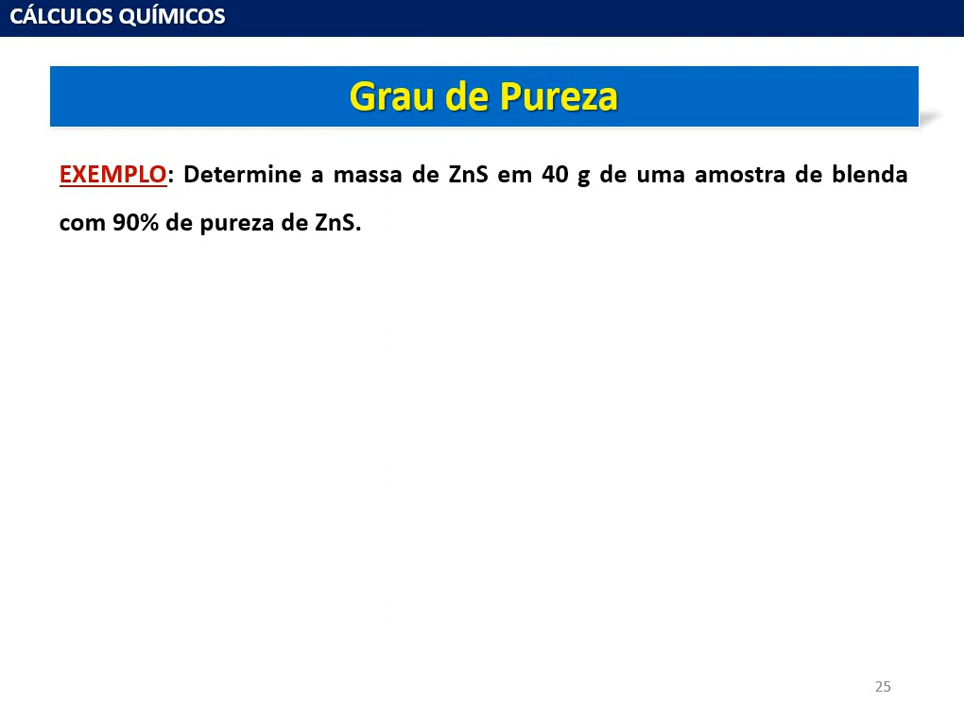 CÁLCULOS QUÍMICOS
Grau de Pureza
EXEMPLO: Determine a massa de ZnS em 40 g de uma amostra de blenda
com 90% de pureza de ZnS.
25